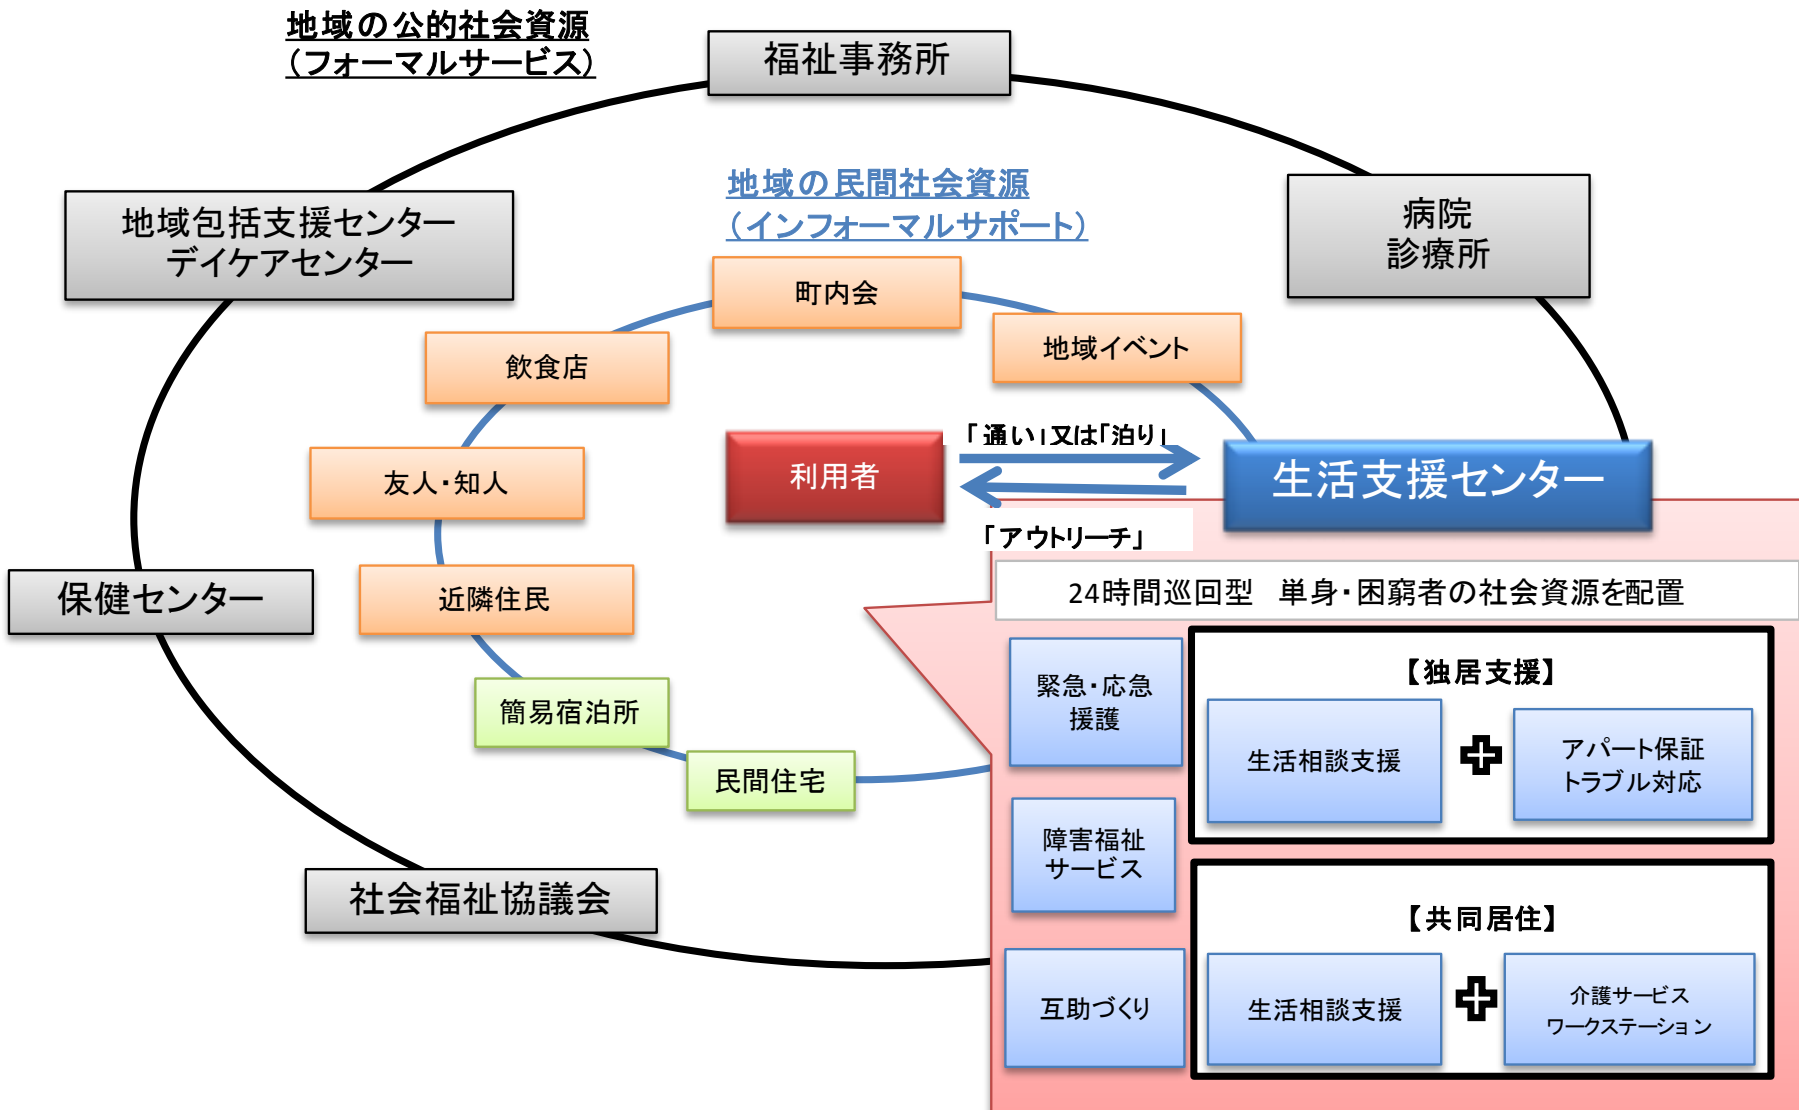 地域の公的社会資源
（フォーマルサービス）
福祉事務所
地域の民間社会資源
（インフォーマルサポート）
地域包括支援センター
デイケアセンター
病院
診療所
町内会
地域イベント
飲食店
友人・知人
利用者
「通い」又は「泊り」
生活支援センター
「アウトリーチ」
保健センター
近隣住民
24時間巡回型　単身・困窮者の社会資源を配置
緊急・応急
援護
【独居支援】
生活相談支援
アパート保証
トラブル対応
簡易宿泊所
民間住宅
障害福祉
サービス
社会福祉協議会
【共同居住】
互助づくり
生活相談支援
介護サービス
ワークステーション